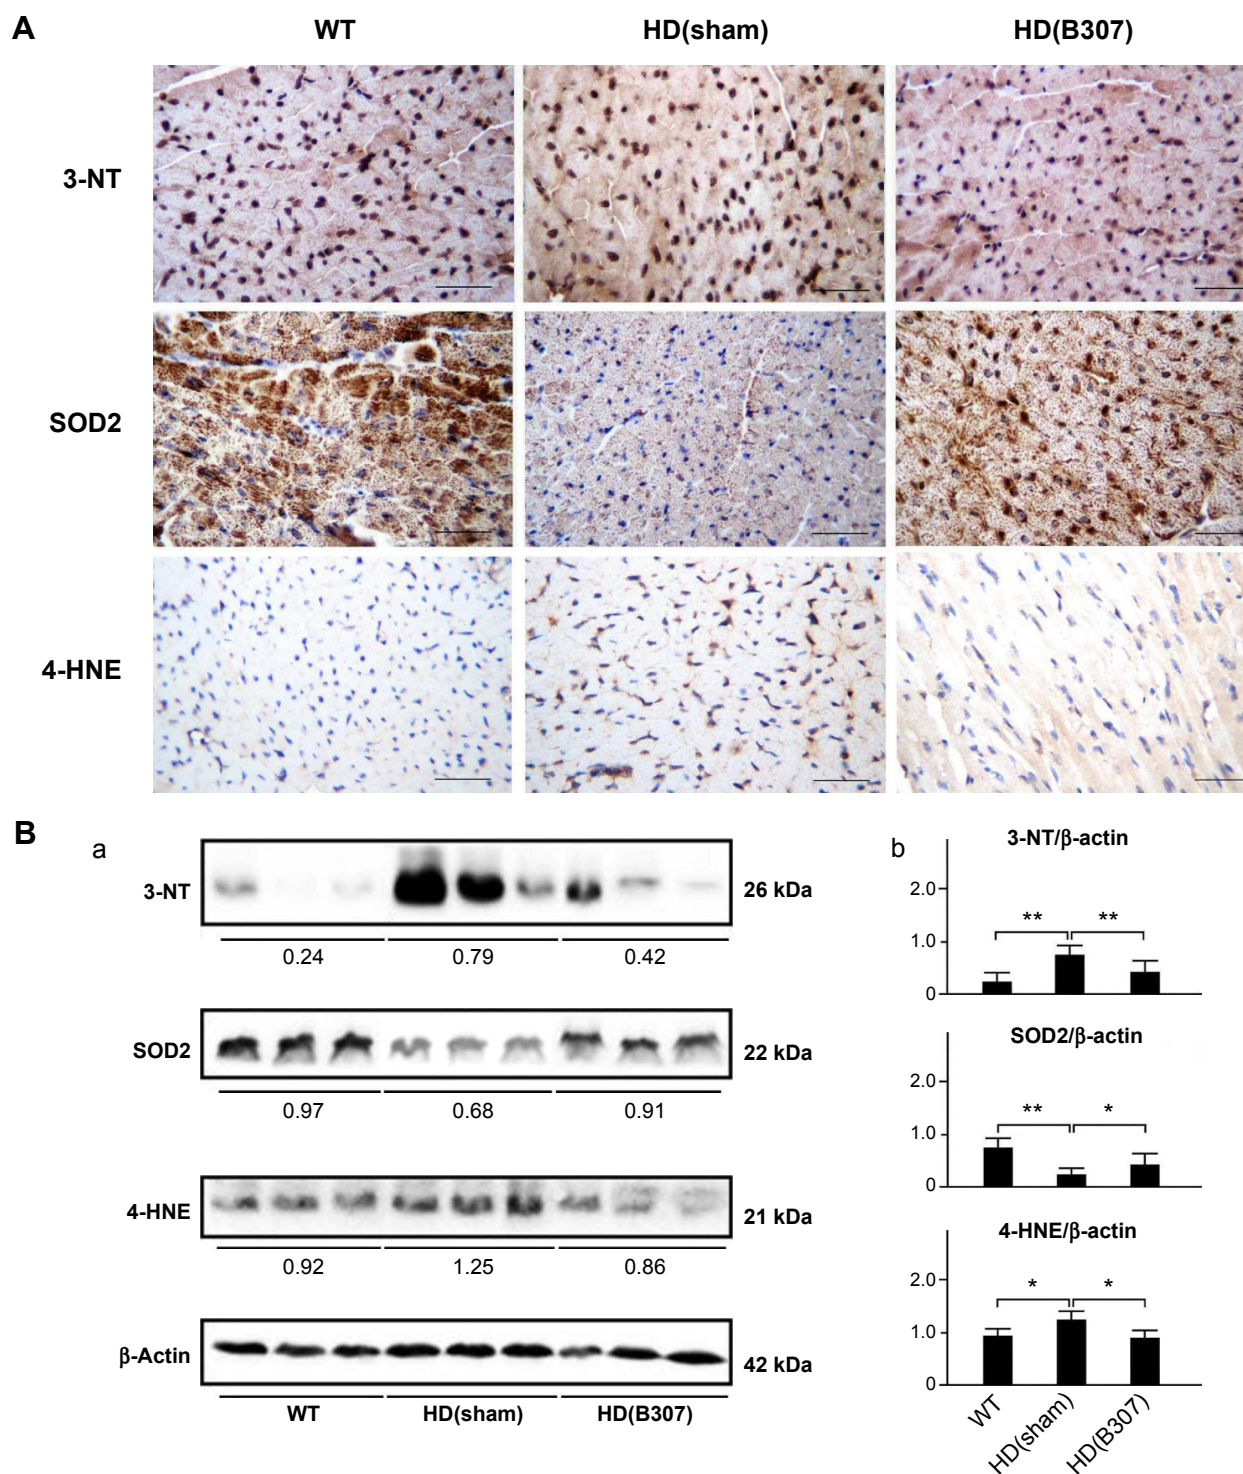 A
WT HD(sham) HD(B307)
3-NT
SOD2
4-HNE
B
a
3-NT 26 kDa
0.24 0.79 0.42
SOD2 22 kDa
0.97 0.68 0.91
4-HNE 21 kDa
0.92 1.25 0.86
β-Actin 42 kDa
WT HD(sham) HD(B307)
b
3-NT/β-actin
2.0
** **
1.0
0
SOD2/β-actin
2.0
** *
1.0
0
4-HNE/β-actin
2.0
* *
1.0
0
WT HD(sham) HD(B307)